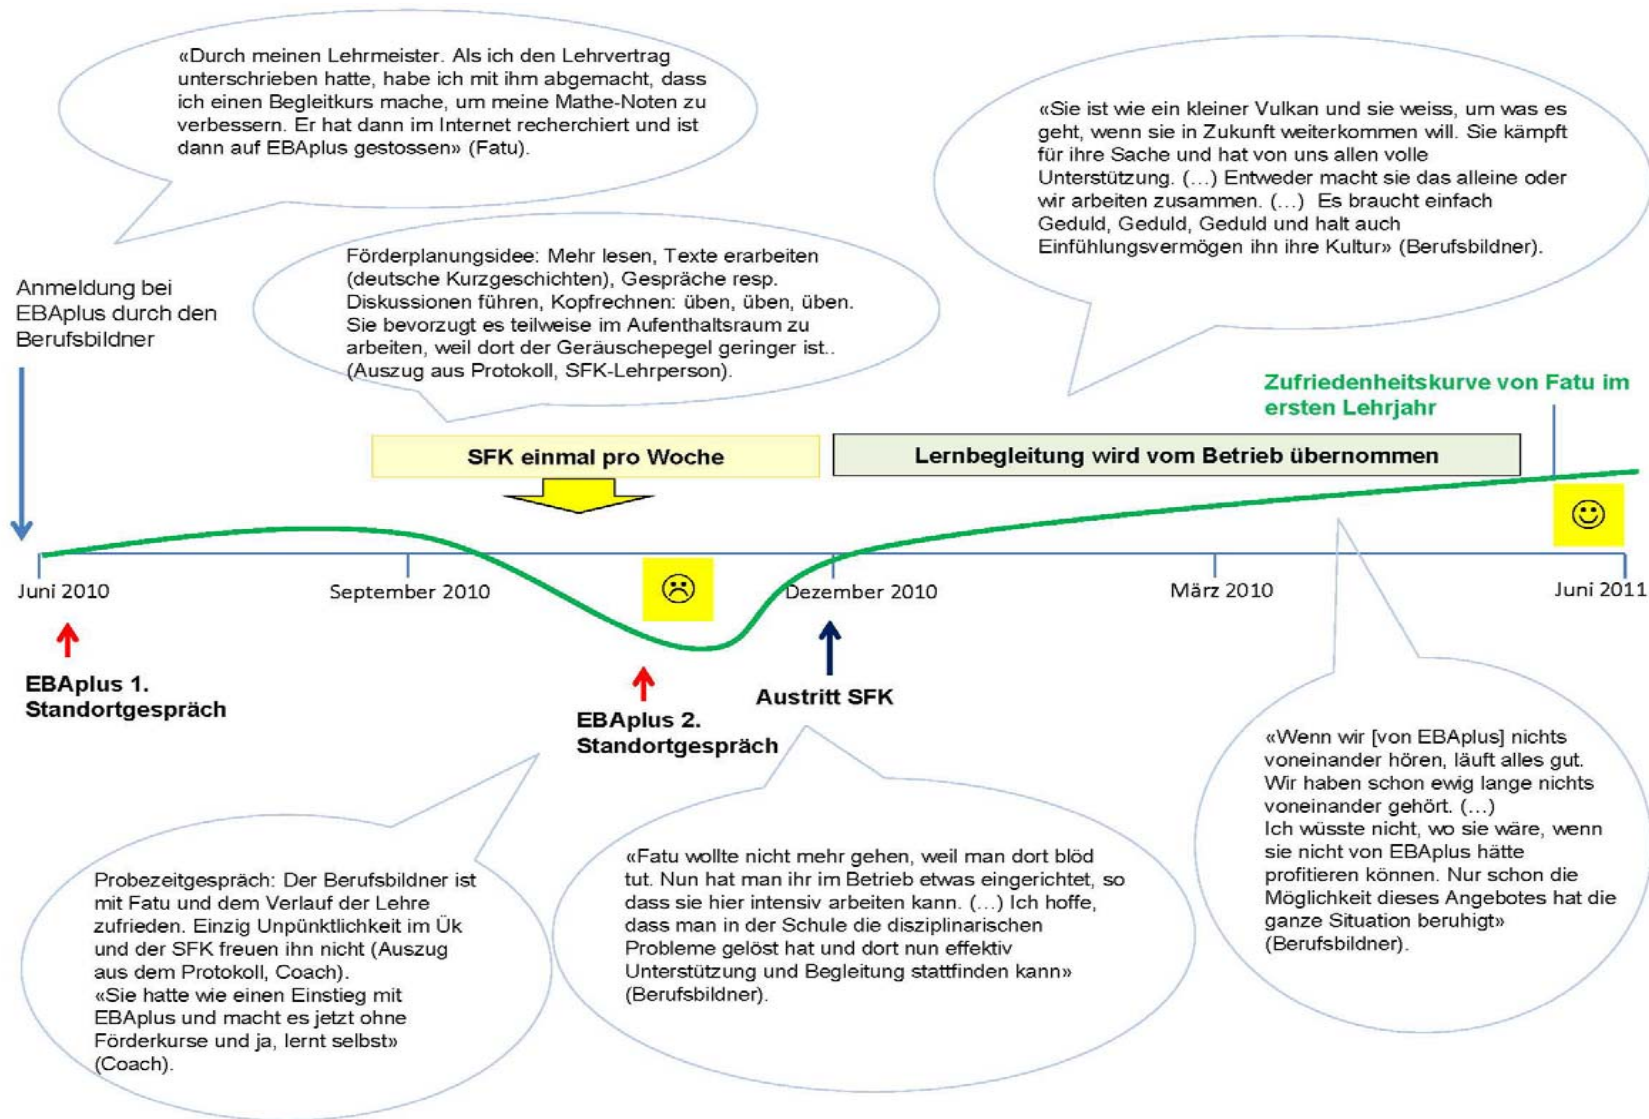 «Durch meinen Lehrmeister. Als ich den Lehrvertrag
unterschrieben hatte, habe ich mit ihm abgemacht, dass
ich einen Begleitkurs mache, um meine Mathe-Noten zu
verbessern. Er hat dann im Internet recherchiert und ist
dann auf EBAplus gestossen» (Fatu).
«Sie ist wie ein kleiner Vulkan und sie weiss, um was es
geht, wenn sie in Zukunft weiterkommen will. Sie kämpft
für ihre Sache und hat von uns allen volle
Unterstützung. (…) Entweder macht sie das alleine oder
wir arbeiten zusammen. (…) Es braucht einfach
Geduld, Geduld, Geduld und halt auch
Einfühlungsvermögen ihn ihre Kultur» (Berufsbildner).
Förderplanungsidee: Mehr lesen, Texte erarbeiten
(deutsche Kurzgeschichten), Gespräche resp.
Diskussionen führen, Kopfrechnen: üben, üben, üben.
Sie bevorzugt es teilweise im Aufenthaltsraum zu
arbeiten, weil dort der Geräuschepegel geringer ist..
(Auszug aus Protokoll, SFK-Lehrperson).
Anmeldung bei
EBAplus durch den
Berufsbildner
Zufriedenheitskurve von Fatu im
ersten Lehrjahr
SFK einmal pro Woche
Lernbegleitung wird vom Betrieb übernommen
Juni 2010
September 2010
Dezember 2010
März 2010
Juni 2011
EBAplus 1.
Standortgespräch
EBAplus 2.
Standortgespräch
Austritt SFK
Probezeitgespräch: Der Berufsbildner ist
mit Fatu und dem Verlauf der Lehre
zufrieden. Einzig Unpünktlichkeit im Ük
und der SFK freuen ihn nicht (Auszug
aus dem Protokoll, Coach).
«Sie hatte wie einen Einstieg mit
EBAplus und macht es jetzt ohne
Förderkurse und ja, lernt selbst»
(Coach).
«Fatu wollte nicht mehr gehen, weil man dort blöd
tut. Nun hat man ihr im Betrieb etwas eingerichtet, so
dass sie hier intensiv arbeiten kann. (…) Ich hoffe,
dass man in der Schule die disziplinarischen
Probleme gelöst hat und dort nun effektiv
Unterstützung und Begleitung stattfinden kann»
(Berufsbildner).
«Wenn wir [von EBAplus] nichts
voneinander hören, läuft alles gut.
Wir haben schon ewig lange nichts
voneinander gehört. (…)
Ich wüsste nicht, wo sie wäre, wenn
sie nicht von EBAplus hätte
profitieren können. Nur schon die
Möglichkeit dieses Angebotes hat die
ganze Situation beruhigt»
(Berufsbildner).